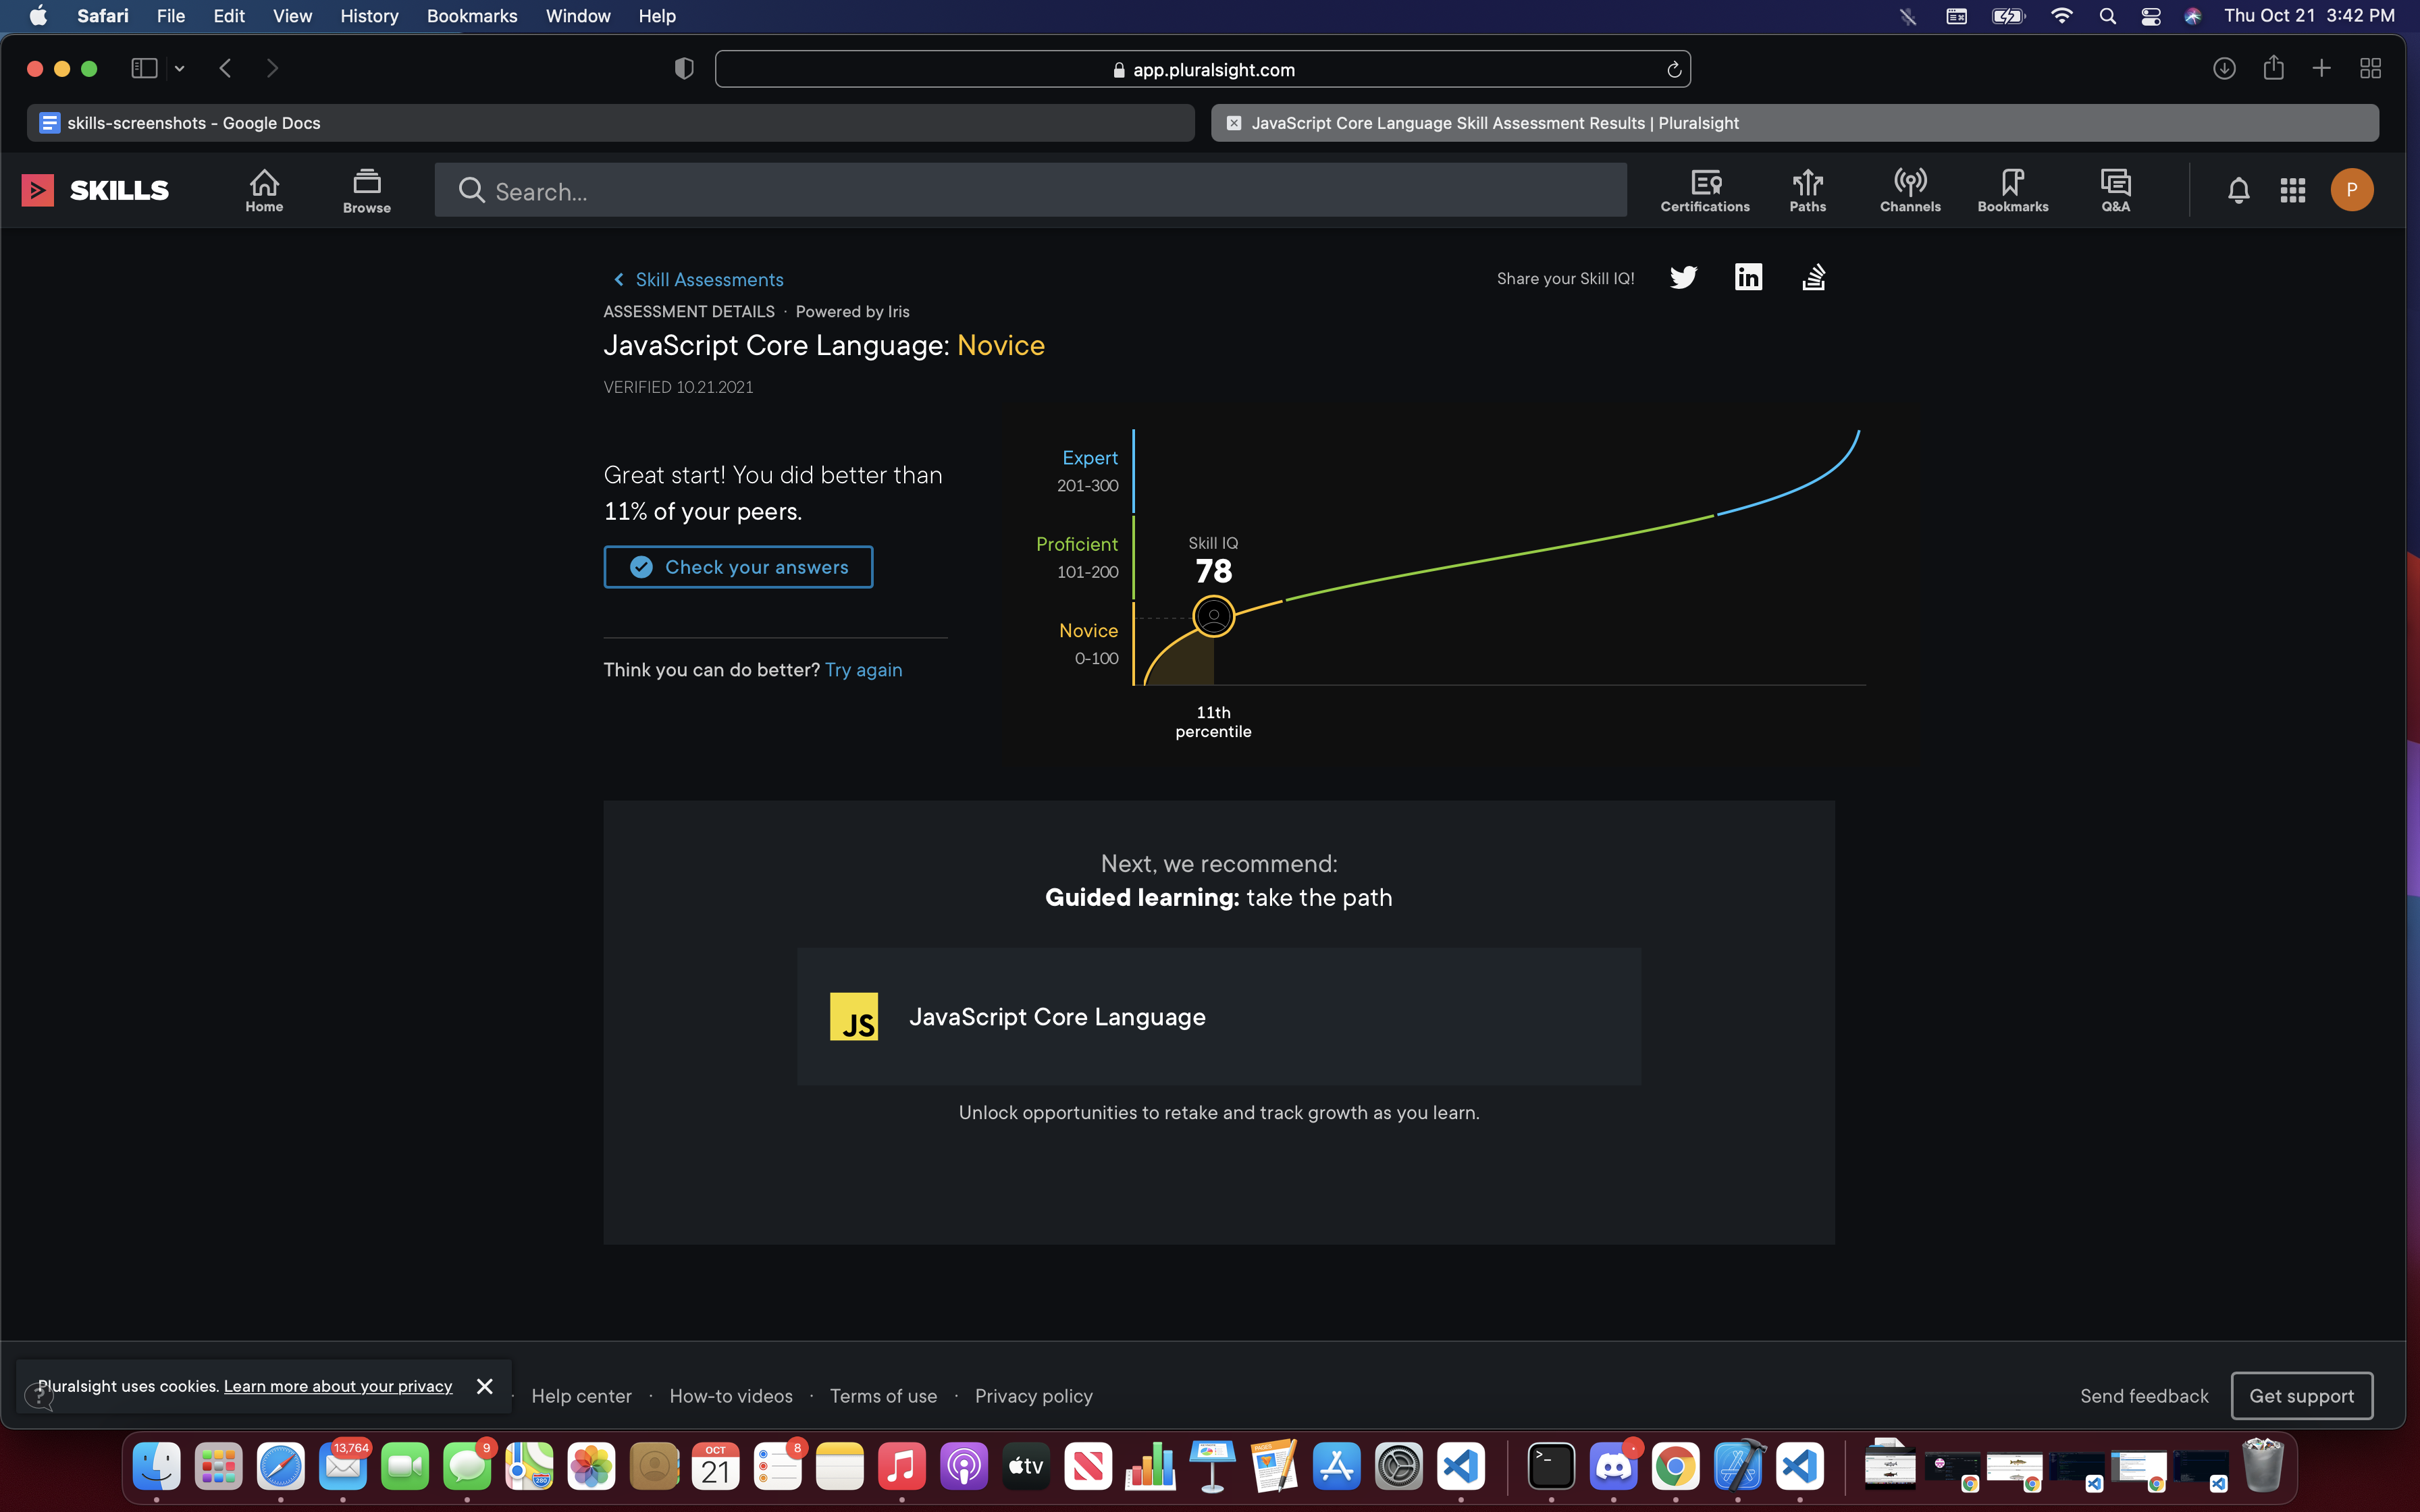 Safari File Edit View History Bookmarks Window Help
Thu Oct 21 3:42 PM
app.pluralsight.com
skills-screenshots - Google Docs
JavaScript Core Language Skill Assessment Results | Pluralsight
SKILLS
Home
Browse
Search...
Certifications
Paths
Channels
Bookmarks
Q&A
P
Skill Assessments
Share your Skill IQ!
in
ASSESSMENT DETAILS · Powered by Iris
JavaScript Core Language: Novice
VERIFIED 10.21.2021
Great start! You did better than
11% of your peers.
Check your answers
Think you can do better? Try again
Expert
201-300
Proficient
101-200
Novice
0-100
Skill IQ
78
11th
percentile
Next, we recommend:
Guided learning: take the path
JS
JavaScript Core Language
Unlock opportunities to retake and track growth as you learn.
Pluralsight uses cookies. Learn more about your privacy
?
· Help center · How-to videos · Terms of use · Privacy policy
Send feedback
Get support
13,764
9
OCT
21
8
tv
>_